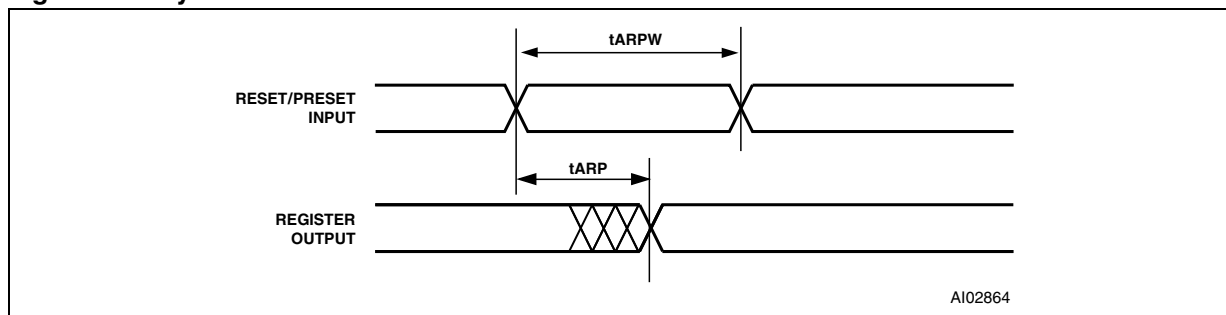 tARPW
RESET/PRESET
INPUT
tARP
REGISTER
OUTPUT
AI02864